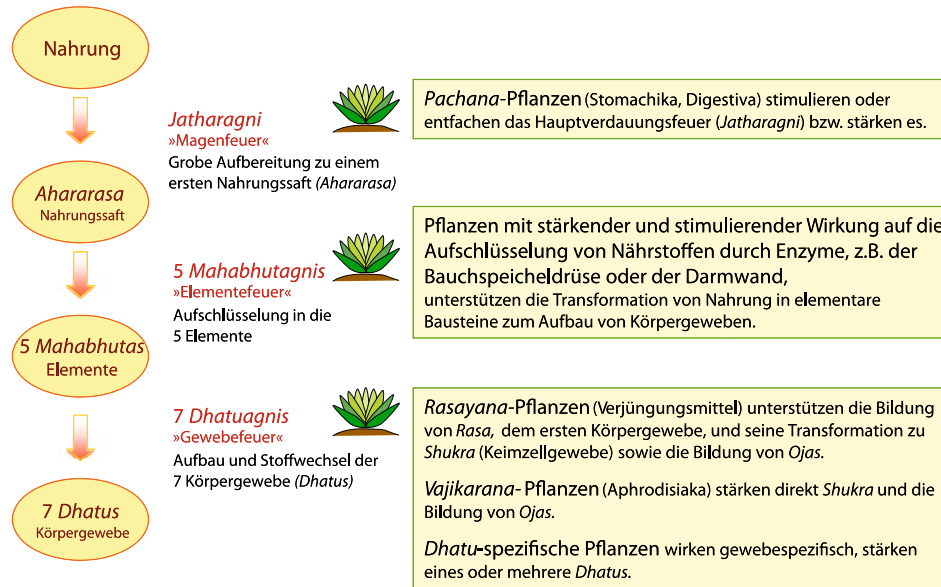 Nahrung
Jatharagni
»Magenfeuer«
Grobe Aufbereitung zu einem
ersten Nahrungssaft (Ahararasa)
Pachana-Pflanzen (Stomachika, Digestiva) stimulieren oder
entfachen das Hauptverdauungsfeuer (Jatharagni) bzw. stärken es.
Ahararasa
Nahrungssaft
5 Mahabhutagnis
»Elementefeuer«
Aufschlüsselung in die
5 Elemente
Pflanzen mit stärkender und stimulierender Wirkung auf die
Aufschlüsselung von Nährstoffen durch Enzyme, z.B. der
Bauchspeicheldrüse oder der Darmwand,
unterstützen die Transformation von Nahrung in elementare
Bausteine zum Aufbau von Körpergeweben.
5 Mahabhutas
Elemente
7 Dhatuagnis
»Gewebefeuer«
Aufbau und Stoffwechsel der
7 Körpergewebe (Dhatus)
Rasayana-Pflanzen (Verjüngungsmittel) unterstützen die Bildung
von Rasa, dem ersten Körpergewebe, und seine Transformation zu
Shukra (Keimzellgewebe) sowie die Bildung von Ojas.
Vajikarana- Pflanzen (Aphrodisiaka) stärken direkt Shukra und die
Bildung von Ojas.
Dhatu-spezifische Pflanzen wirken gewebespezifisch, stärken
eines oder mehrere Dhatus.
7 Dhatus
Körpergewebe